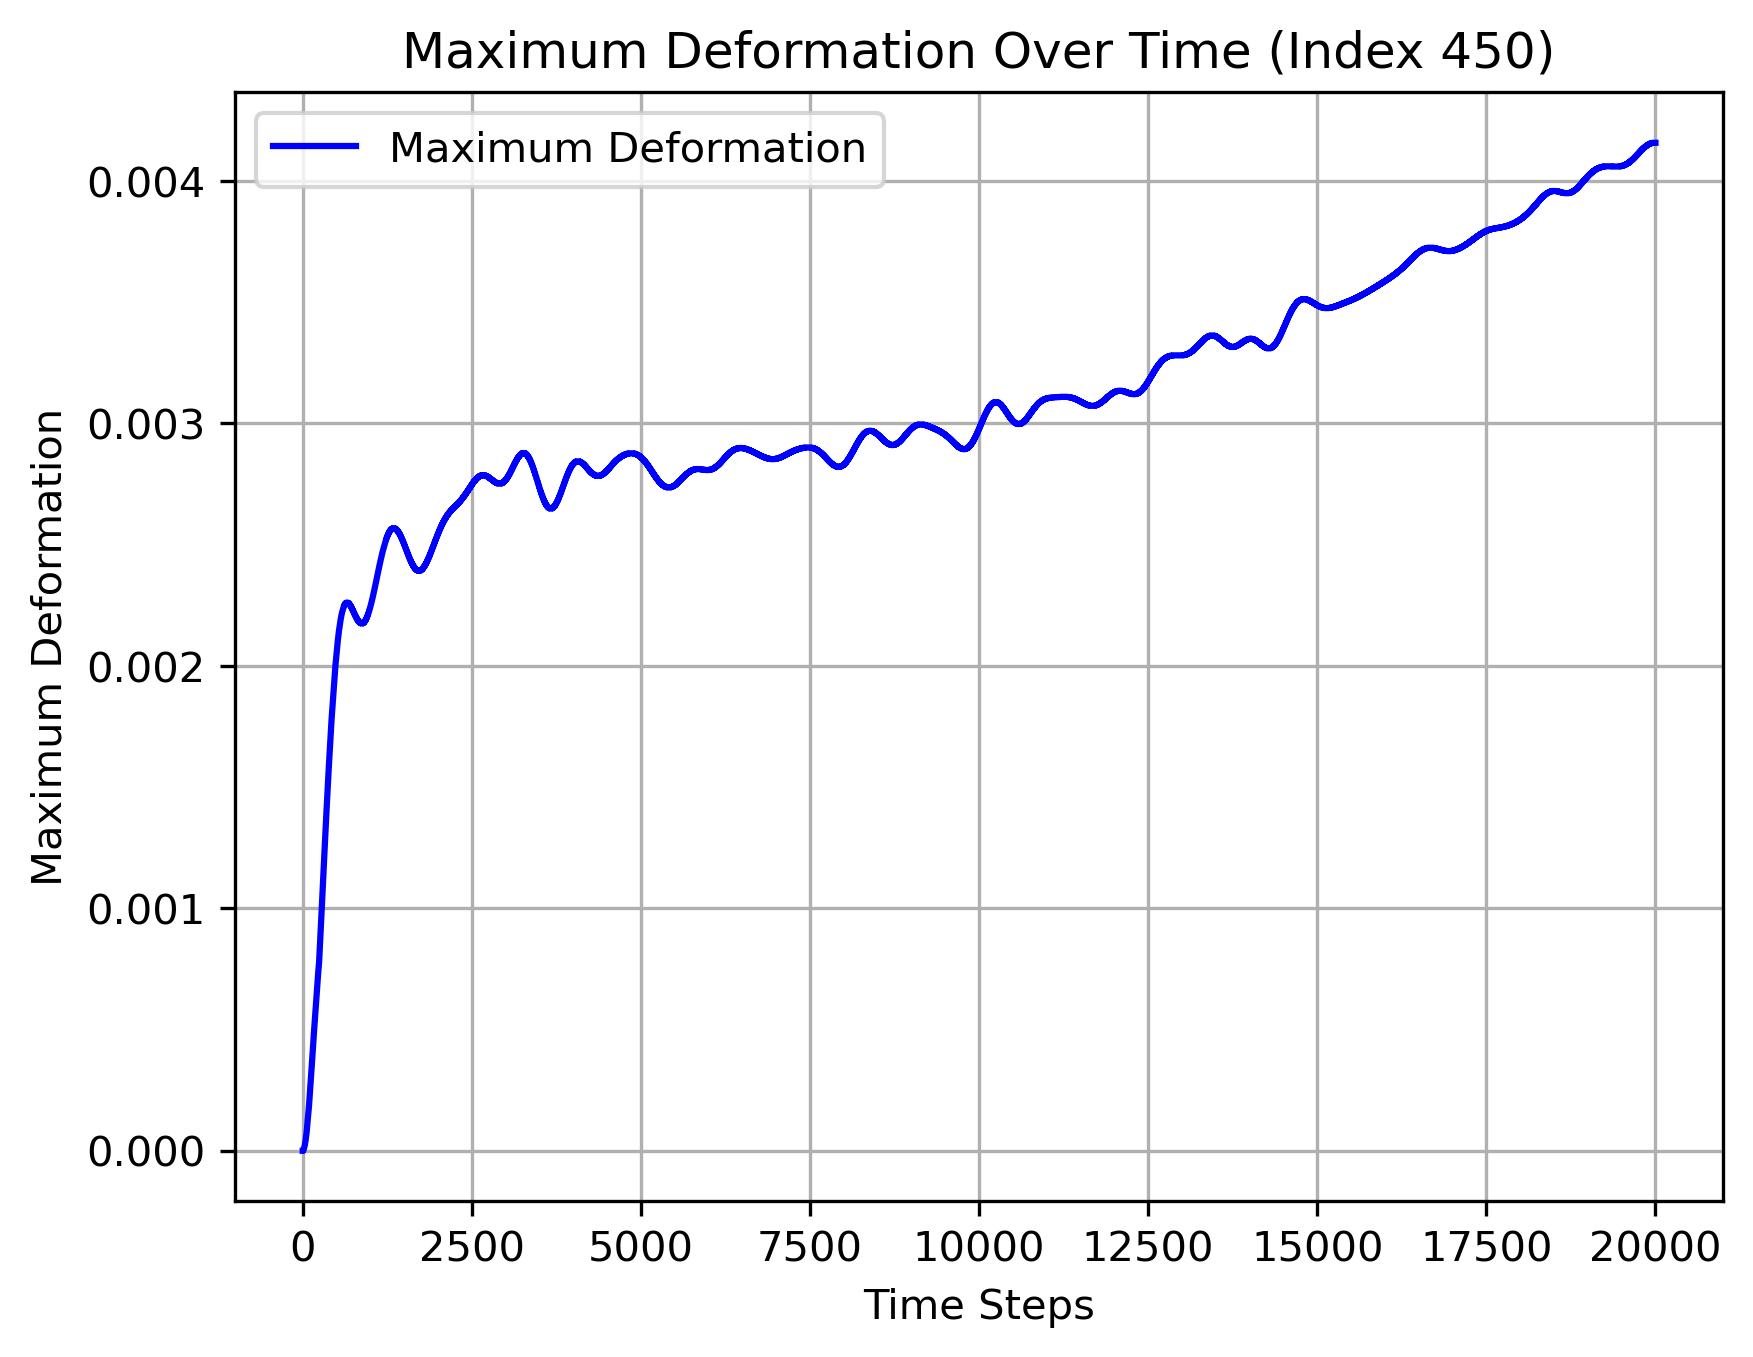 Maximum Deformation Over Time (Index 450)
Maximum Deformation
0.004
0.003
0.002
0.001
0.000
Maximum Deformation
0 2500 5000 7500 10000 12500 15000 17500 20000
Time Steps